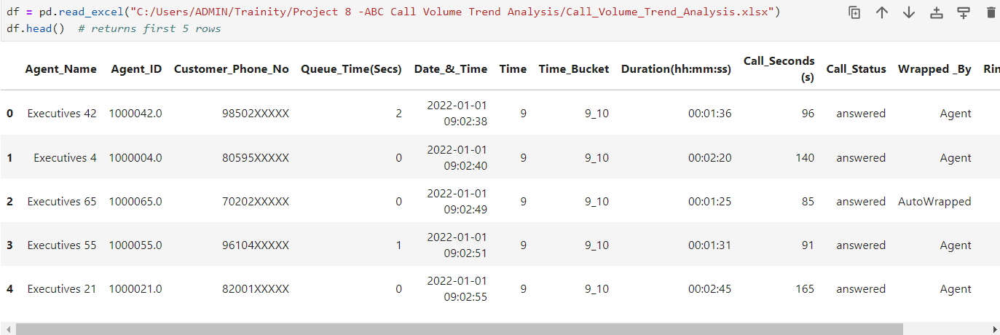 df = pd.read_excel("C:/Users/ADMIN/Trainity/Project 8 -ABC Call Volume Trend Analysis/Call_Volume_Trend_Analysis.xlsx")
df.head()  # returns first 5 rows
Agent_Name Agent_ID Customer_Phone_No Queue_Time(Secs) Date_&_Time Time Time_Bucket Duration(hh:mm:ss) Call_Seconds (s) Call_Status Wrapped _By Rin
0 Executives 42 1000042.0 98502XXXXX 2 2022-01-01 09:02:38 9 9_10 00:01:36 96 answered Agent
1 Executives 4 1000004.0 80595XXXXX 0 2022-01-01 09:02:40 9 9_10 00:02:20 140 answered Agent
2 Executives 65 1000065.0 70202XXXXX 0 2022-01-01 09:02:49 9 9_10 00:01:25 85 answered AutoWrapped
3 Executives 55 1000055.0 96104XXXXX 1 2022-01-01 09:02:51 9 9_10 00:01:31 91 answered Agent
4 Executives 21 1000021.0 82001XXXXX 0 2022-01-01 09:02:55 9 9_10 00:02:45 165 answered Agent